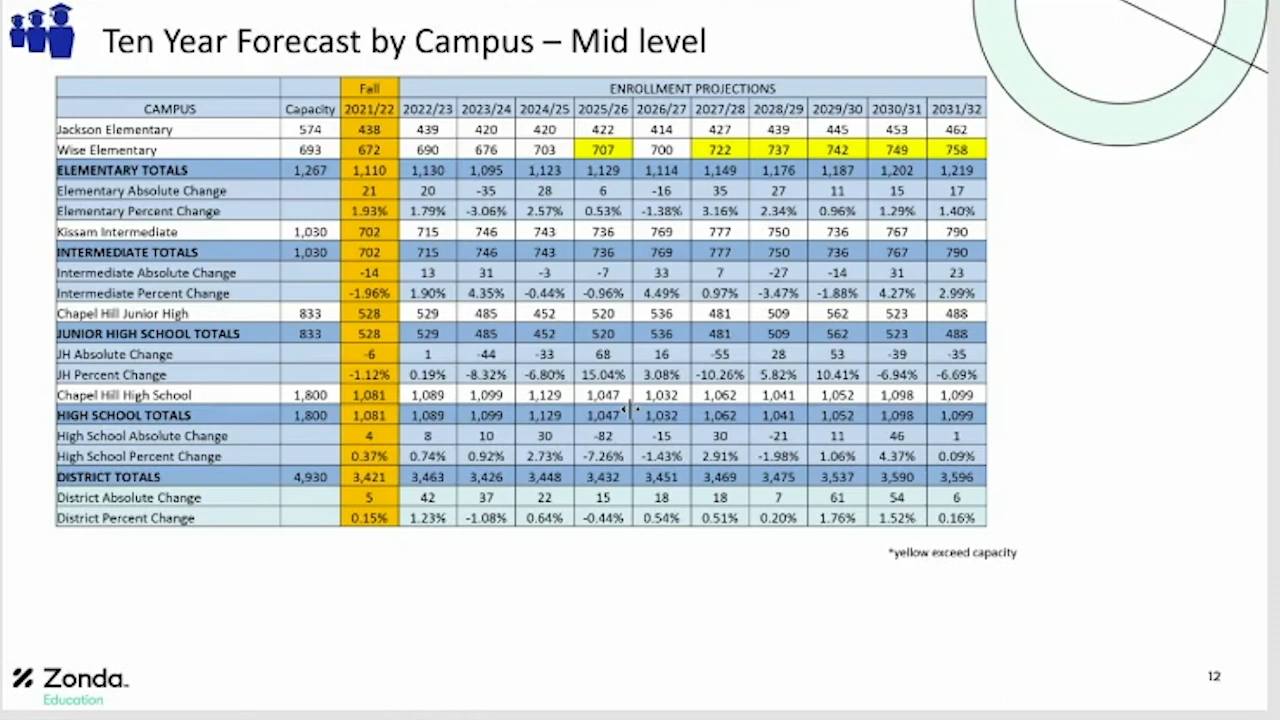 Ten Year Forecast by Campus – Mid level
Fall ENROLLMENT PROJECTIONS
CAMPUS Capacity 2021/22 2022/23 2023/24 2024/25 2025/26 2026/27 2027/28 2028/29 2029/30 2030/31 2031/32
Jackson Elementary 574 438 439 420 420 422 414 427 439 445 453 462
Wise Elementary 693 672 690 676 703 707 700 722 737 742 749 758
ELEMENTARY TOTALS 1,267 1,110 1,130 1,095 1,123 1,129 1,114 1,149 1,176 1,187 1,202 1,219
Elementary Absolute Change 21 20 -35 28 6 -16 35 27 11 15 17
Elementary Percent Change 1.93% 1.79% -3.06% 2.57% 0.53% -1.38% 3.16% 2.34% 0.96% 1.29% 1.40%
Kissam Intermediate 1,030 702 715 746 743 736 769 777 750 736 767 790
INTERMEDIATE TOTALS 1,030 702 715 746 743 736 769 777 750 736 767 790
Intermediate Absolute Change -14 13 31 -3 -7 33 7 -27 -14 31 23
Intermediate Percent Change -1.96% 1.90% 4.35% -0.44% -0.96% 4.49% 0.97% -3.47% -1.88% 4.27% 2.99%
Chapel Hill Junior High 833 528 529 485 452 520 536 481 509 562 523 488
JUNIOR HIGH SCHOOL TOTALS 833 528 529 485 452 520 536 481 509 562 523 488
JH Absolute Change -6 1 -44 -33 68 16 -55 28 53 -39 -35
JH Percent Change -1.12% 0.19% -8.32% -6.80% 15.04% 3.08% -10.26% 5.82% 10.41% -6.94% -6.69%
Chapel Hill High School 1,800 1,081 1,089 1,099 1,129 1,047 1,032 1,062 1,041 1,052 1,098 1,099
HIGH SCHOOL TOTALS 1,800 1,081 1,089 1,099 1,129 1,047 1,032 1,062 1,041 1,052 1,098 1,099
High School Absolute Change 4 8 10 30 -82 -15 30 -21 11 46 1
High School Percent Change 0.37% 0.74% 0.92% 2.73% -7.26% -1.43% 2.91% -1.98% 1.06% 4.37% 0.09%
DISTRICT TOTALS 4,930 3,421 3,463 3,426 3,448 3,432 3,451 3,469 3,475 3,537 3,590 3,596
District Absolute Change 5 42 37 22 15 18 18 7 61 54 6
District Percent Change 0.15% 1.23% -1.08% 0.64% -0.44% 0.54% 0.51% 0.20% 1.76% 1.52% 0.16%
*yellow exceed capacity
Zonda
Education
12